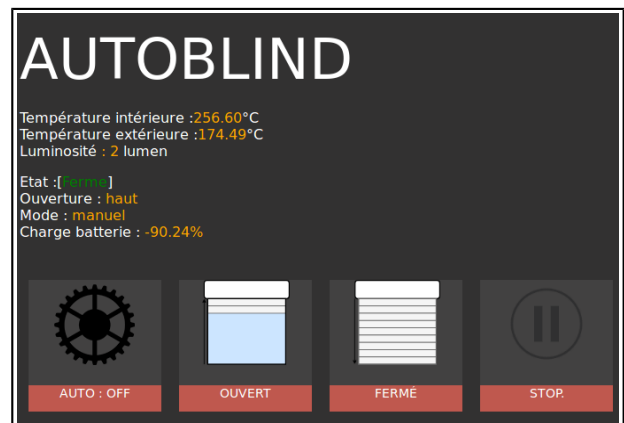 AUTOBLIND
Température intérieure :256.60°C
Température extérieure :174.49°C
Luminosité : 2 lumen
Etat :[Ferme]
Ouverture : haut
Mode : manuel
Charge batterie : -90.24%
AUTO : OFF
OUVERT
FERMÉ
STOP.